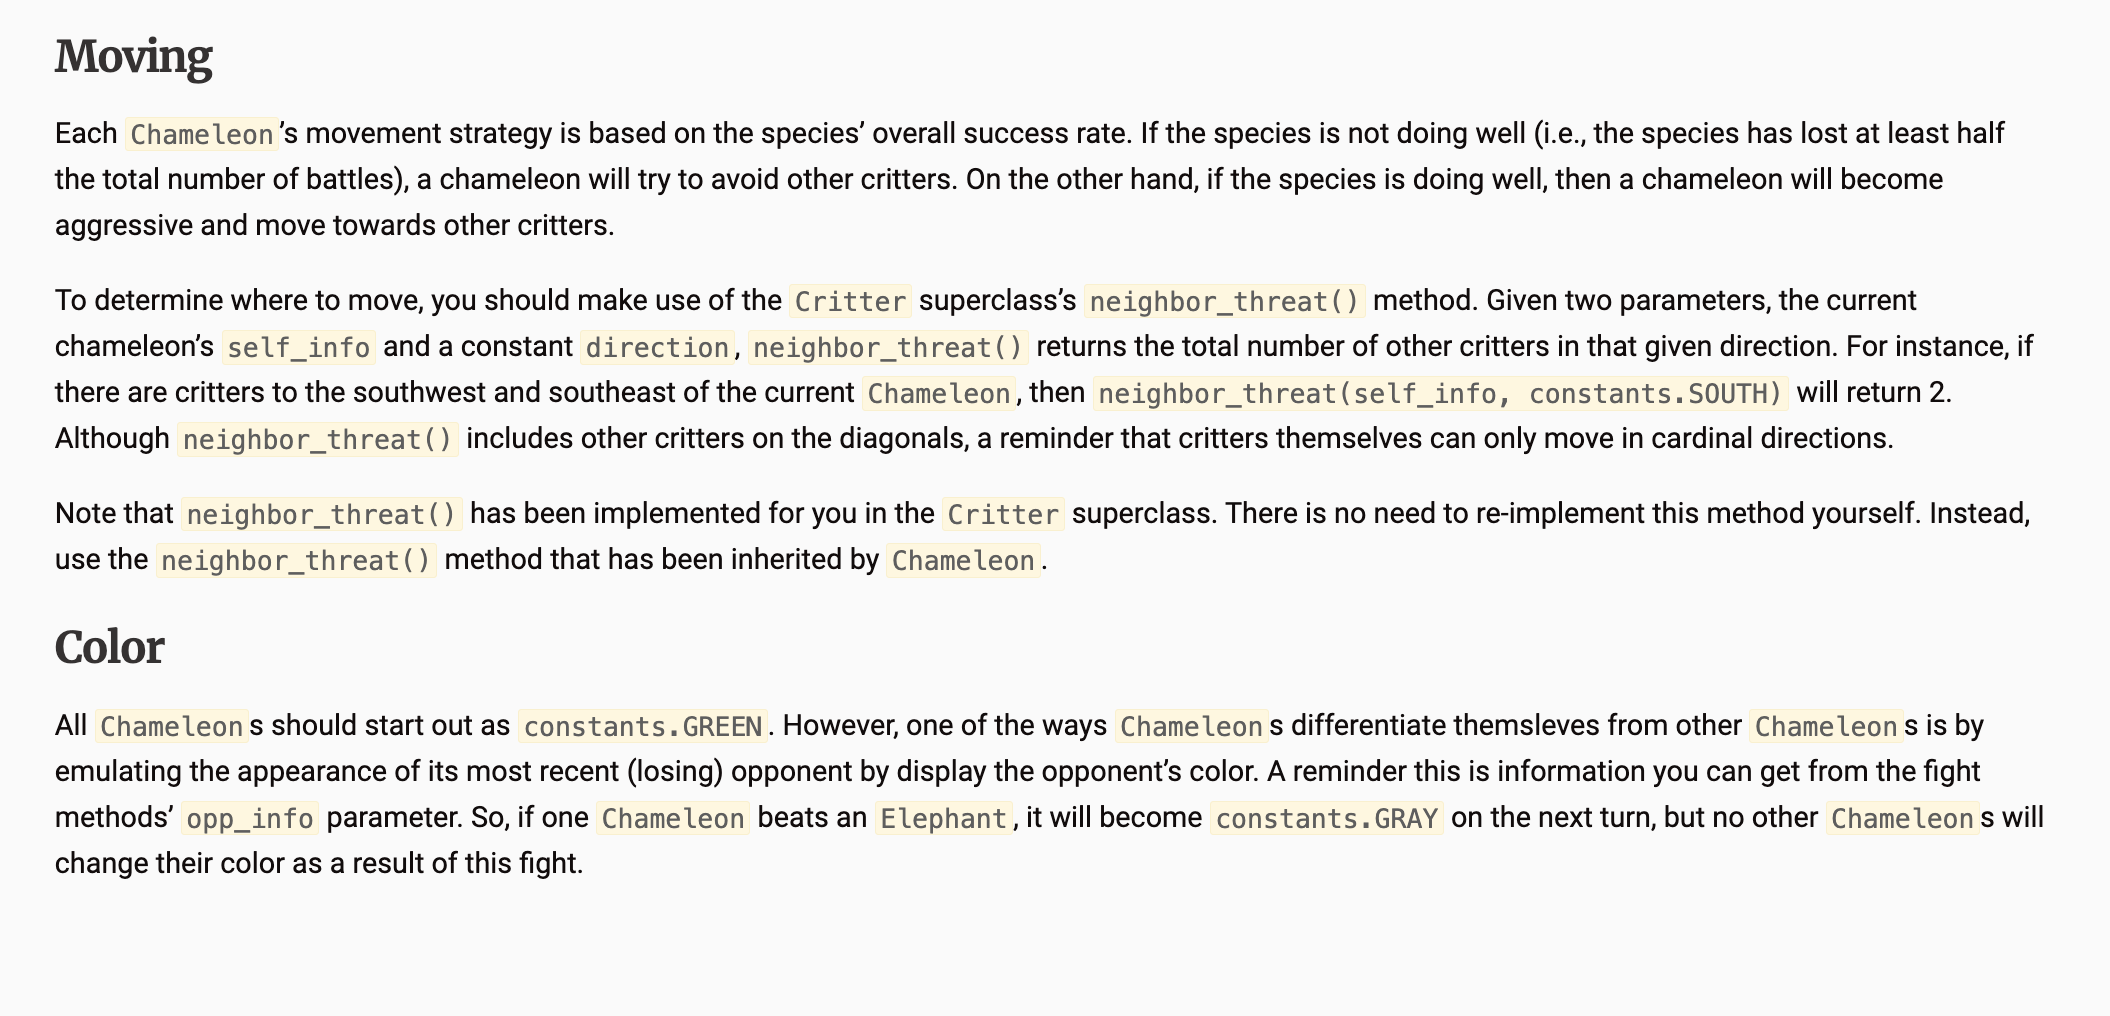 Moving
Each Chameleon's movement strategy is based on the species' overall success rate. If the species is not doing well (i.e., the species has lost at least half
the total number of battles), a chameleon will try to avoid other critters. On the other hand, if the species is doing well, then a chameleon will become
aggressive and move towards other critters.
To determine where to move, you should make use of the Critter superclass's neighbor_threat() method. Given two parameters, the current
chameleon's self_info and a constant direction, neighbor_threat() returns the total number of other critters in that given direction. For instance, if
there are critters to the southwest and southeast of the current Chameleon, then neighbor_threat(self_info, constants.SOUTH) will return 2.
Although neighbor_threat() includes other critters on the diagonals, a reminder that critters themselves can only move in cardinal directions.
Note that neighbor_threat() has been implemented for you in the Critter superclass. There is no need to re-implement this method yourself. Instead,
use the neighbor_threat() method that has been inherited by Chameleon.
Color
All Chameleons should start out as constants.GREEN. However, one of the ways Chameleons differentiate themsleves from other Chameleons is by
emulating the appearance of its most recent (losing) opponent by display the opponent's color. A reminder this is information you can get from the fight
methods' opp_info parameter. So, if one Chameleon beats an Elephant, it will become constants.GRAY on the next turn, but no other Chameleons will
change their color as a result of this fight.